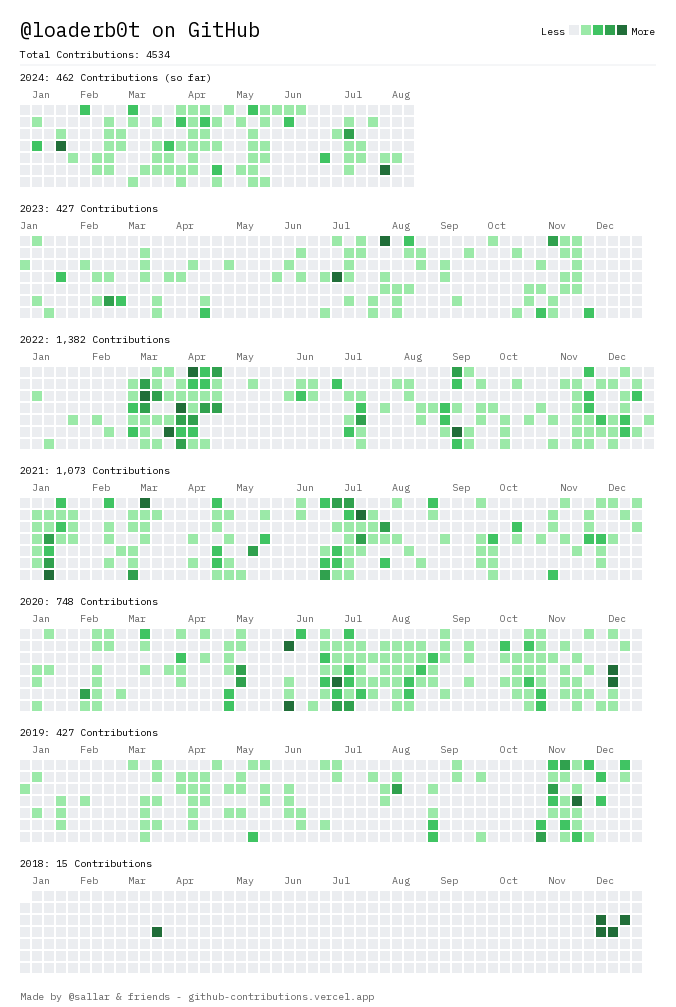 @loaderb0t on GitHub
Less More
Total Contributions: 4534
2024: 462 Contributions (so far)
Jan Feb Mar Apr May Jun Jul Aug
2023: 427 Contributions
Jan Feb Mar Apr May Jun Jul Aug Sep Oct Nov Dec
2022: 1,382 Contributions
Jan Feb Mar Apr May Jun Jul Aug Sep Oct Nov Dec
2021: 1,073 Contributions
Jan Feb Mar Apr May Jun Jul Aug Sep Oct Nov Dec
2020: 748 Contributions
Jan Feb Mar Apr May Jun Jul Aug Sep Oct Nov Dec
2019: 427 Contributions
Jan Feb Mar Apr May Jun Jul Aug Sep Oct Nov Dec
2018: 15 Contributions
Jan Feb Mar Apr May Jun Jul Aug Sep Oct Nov Dec
Made by @sallar & friends - github-contributions.vercel.app